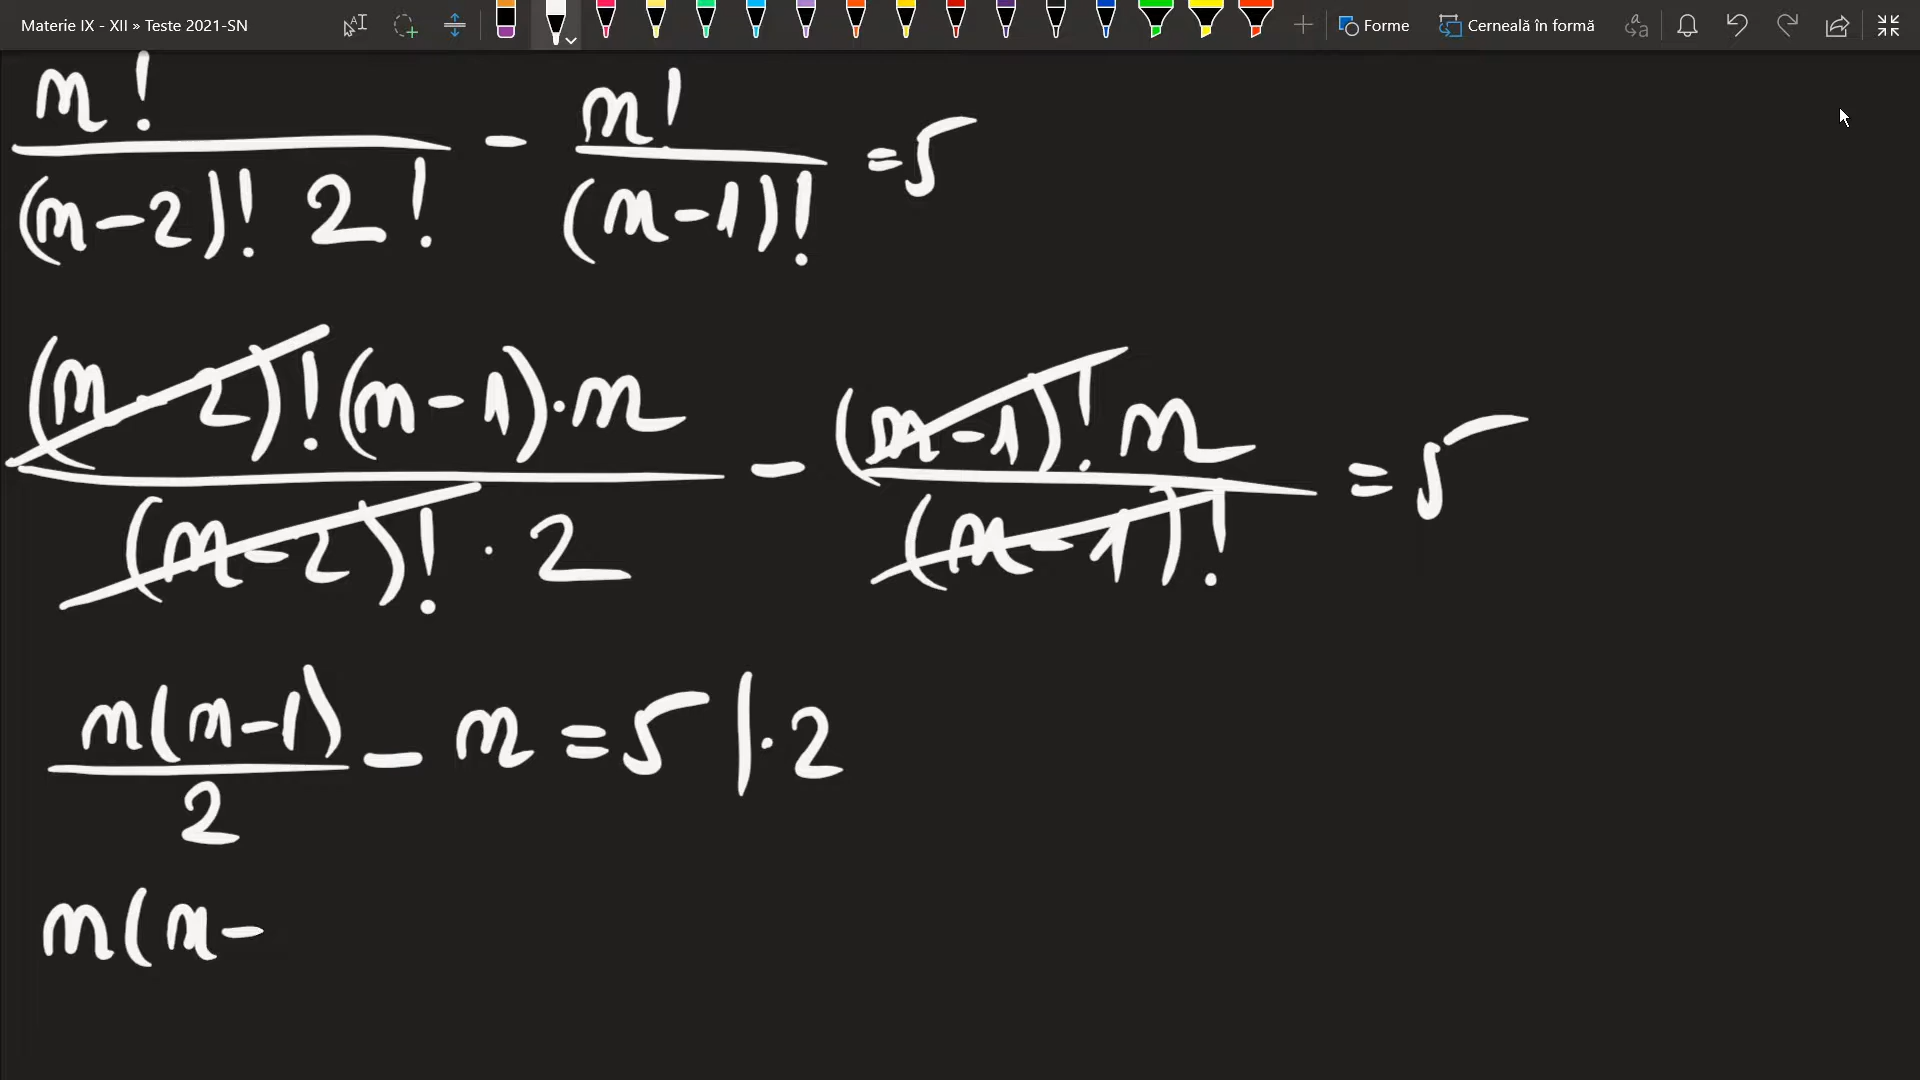 Materie IX - XII » Teste 2021-SN Forme Cerneală în formă
n! / (n-2)! 2! - n! / (n-1)! = 5
(n-2)! (n-1) · n / (n-2)! · 2 - (n-1)! n / (n-1)! = 5
n(n-1) / 2 - n = 5 | · 2
n(n-